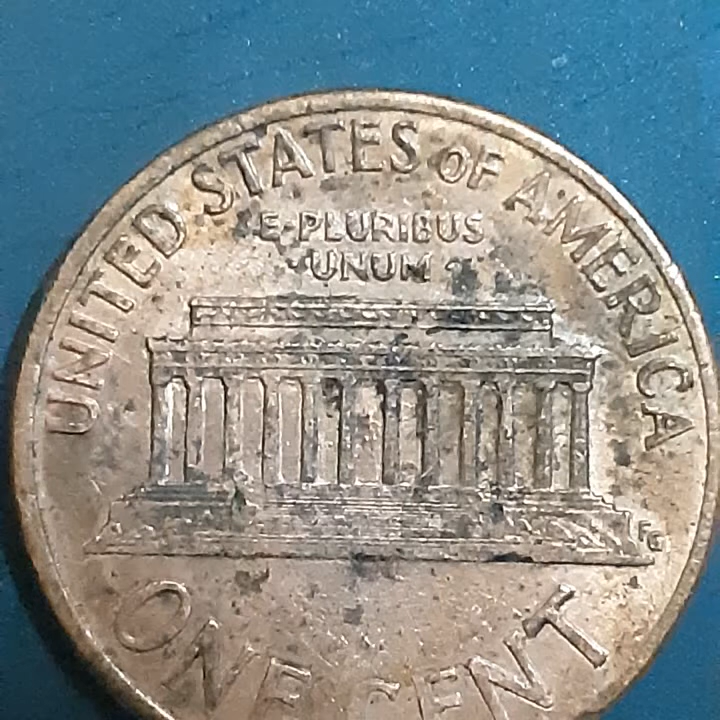 UNITED STATES OF AMERICA
E·PLURIBUS
UNUM
FG
ONE CENT